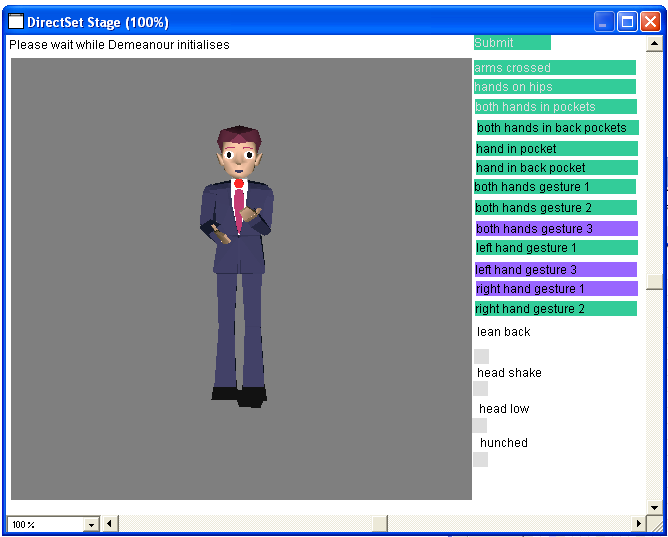 DirectSet Stage (100%)
Please wait while Demeanour initialises
Submit
arms crossed
hands on hips
both hands in pockets
both hands in back pockets
hand in pocket
hand in back pocket
both hands gesture 1
both hands gesture 2
both hands gesture 3
left hand gesture 1
left hand gesture 3
right hand gesture 1
right hand gesture 2
lean back
head shake
head low
hunched
100%